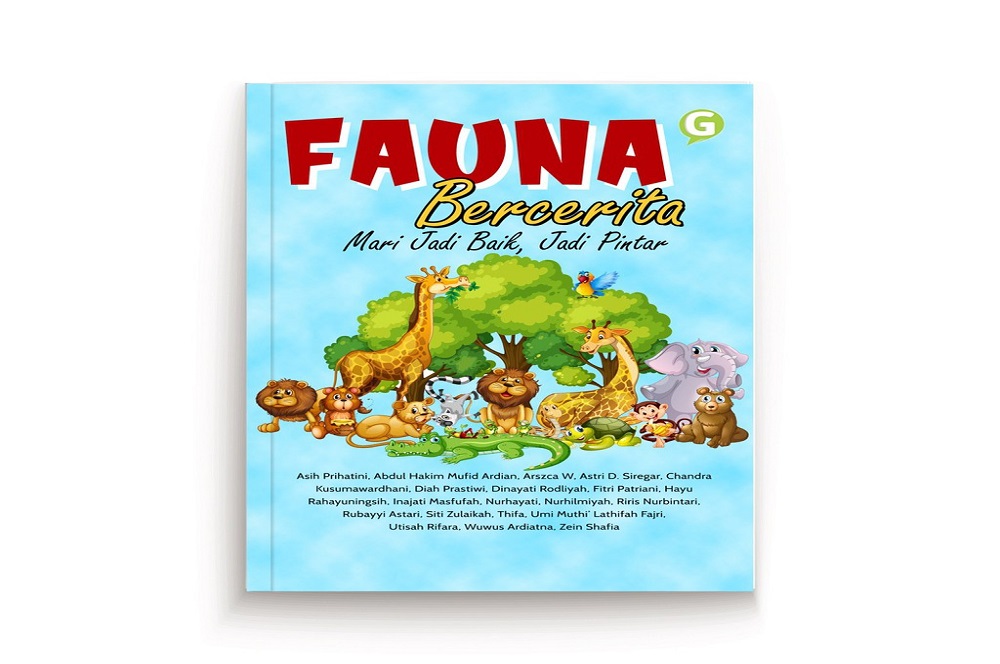 FAUNA
G
Bercerita
Mari Jadi Baik, Jadi Pintar
Asih Prihatini, Abdul Hakim Mufid Ardian, Arszca W, Astri D. Siregar, Chandra
Kusumawardhani, Diah Prastiwi, Dinayati Rodliyah, Fitri Patriani, Hayu
Rahayuningsih, Inajati Masfufah, Nurhayati, Nurhilmiyah, Riris Nurbintari,
Rubayyi Astari, Siti Zulaikah, Thifa, Umi Muthi' Lathifah Fajri,
Utisah Rifara, Wuwus Ardiatna, Zein Shafia